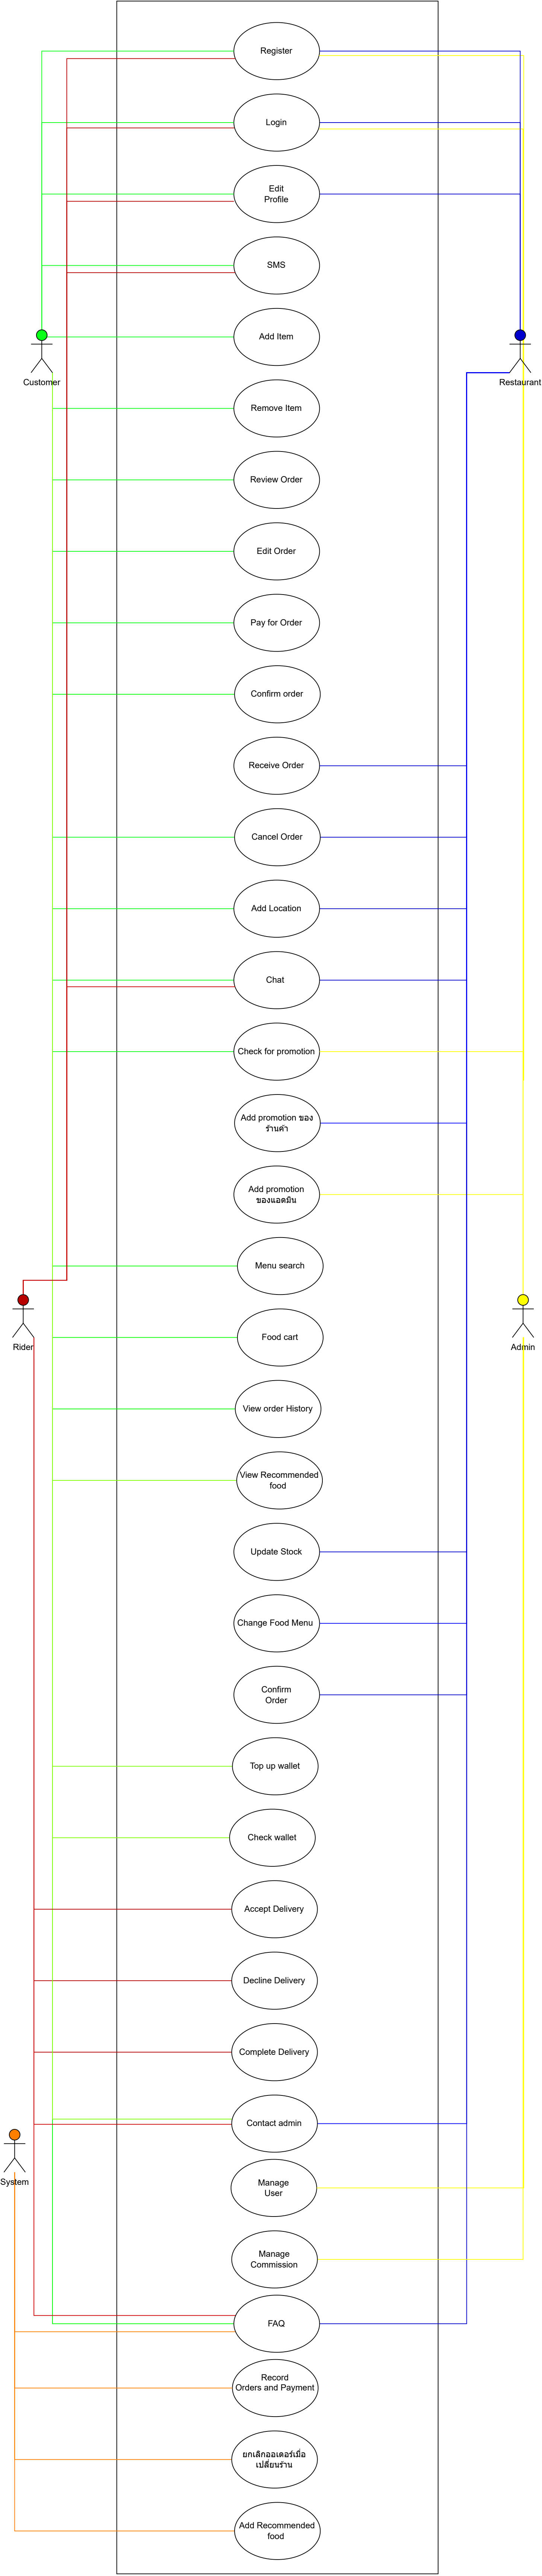 Register
Login
Edit
Profile
SMS
Add Item
Customer
Restaurant
Remove Item
Review Order
Edit Order
Pay for Order
Confirm order
Receive Order
Cancel Order
Add Location
Chat
Check for promotion
Add promotion ของ
ร้านค้า
Add promotion
ของแอดมิน
Menu search
Food cart
Rider
Admin
View order History
View Recommended
food
Update Stock
Change Food Menu
Confirm
Order
Top up wallet
Check wallet
Accept Delivery
Decline Delivery
Complete Delivery
Contact admin
System
Manage
User
Manage
Commission
FAQ
Record
Orders and Payment
ยกเลิกออเดอร์เมื่อ
เปลี่ยนร้าน
Add Recommended
food